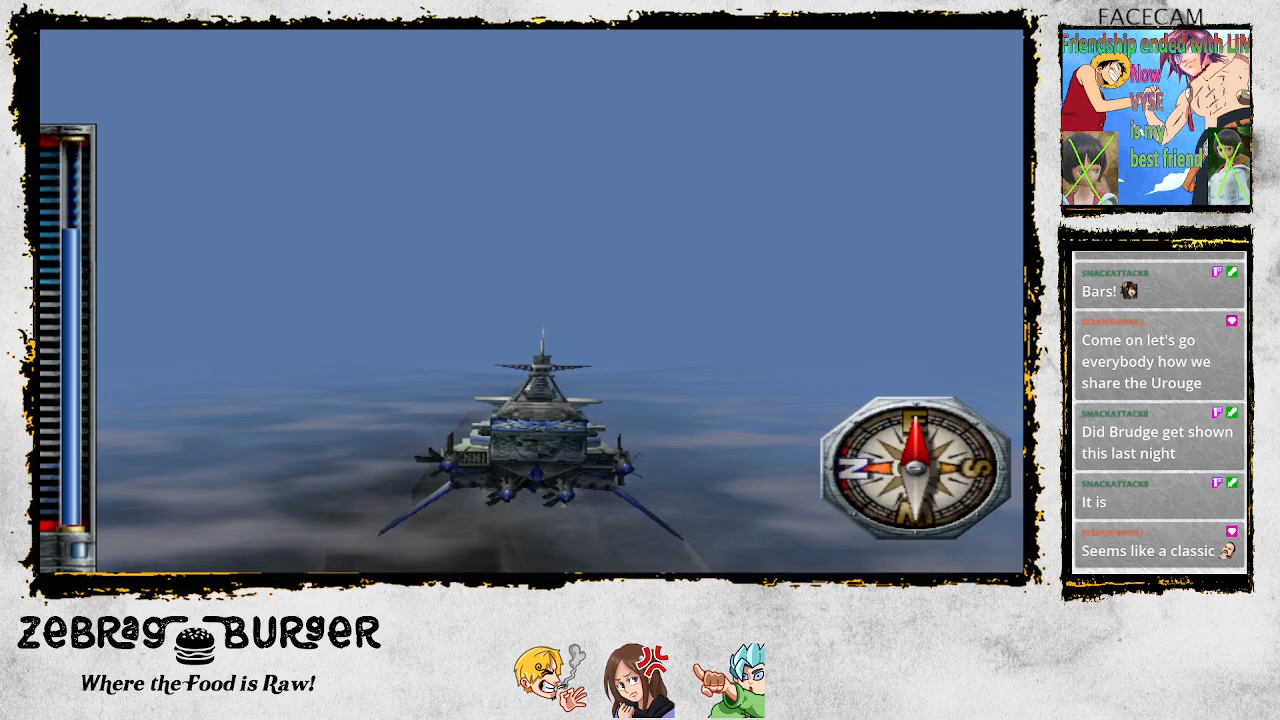 FACECAM
Friendship ended with LIN
Now
VYSE
is my
best friend
N
E
S
W
SNACKATTACK8
Bars!
Come on let's go
everybody how we
share the Urouge
SNACKATTACK8
Did Brudge get shown
this last night
SNACKATTACK8
It is
Seems like a classic
ZEBRAG BURGER
Where the Food is Raw!